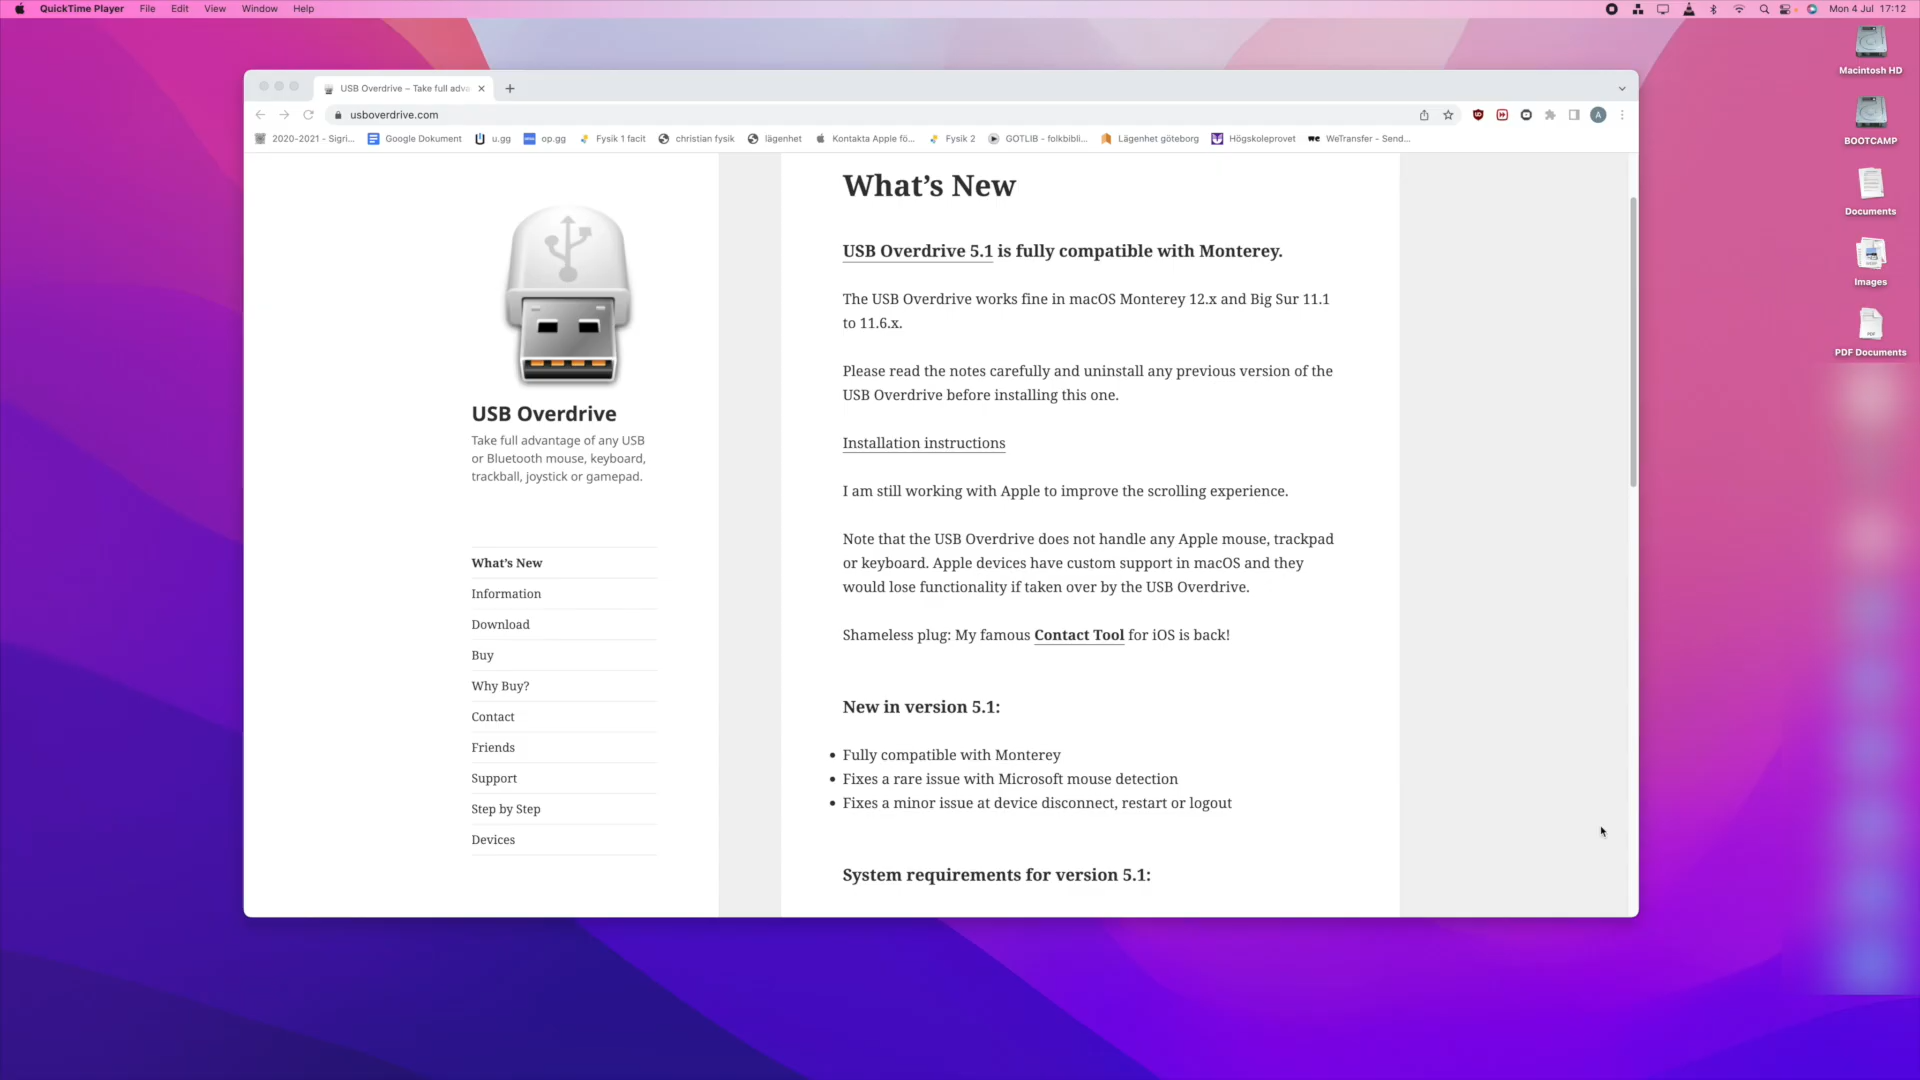 QuickTime Player File Edit View Window Help
Mon 4 Jul 17:12
Macintosh HD
BOOTCAMP
Documents
Images
PDF Documents
USB Overdrive – Take full adva
usboverdrive.com
A
2020-2021 - Sigri...
Google Dokument
u.gg
op.gg
Fysik 1 facit
christian fysik
lägenhet
Kontakta Apple fö...
Fysik 2
GOTLIB - folkbibli...
Lägenhet göteborg
Högskoleprovet
WeTransfer - Send...
USB Overdrive
Take full advantage of any USB
or Bluetooth mouse, keyboard,
trackball, joystick or gamepad.
What's New
Information
Download
Buy
Why Buy?
Contact
Friends
Support
Step by Step
Devices
What's New
USB Overdrive 5.1 is fully compatible with Monterey.
The USB Overdrive works fine in macOS Monterey 12.x and Big Sur 11.1
to 11.6.x.
Please read the notes carefully and uninstall any previous version of the
USB Overdrive before installing this one.
Installation instructions
I am still working with Apple to improve the scrolling experience.
Note that the USB Overdrive does not handle any Apple mouse, trackpad
or keyboard. Apple devices have custom support in macOS and they
would lose functionality if taken over by the USB Overdrive.
Shameless plug: My famous Contact Tool for iOS is back!
New in version 5.1:
• Fully compatible with Monterey
• Fixes a rare issue with Microsoft mouse detection
• Fixes a minor issue at device disconnect, restart or logout
System requirements for version 5.1: